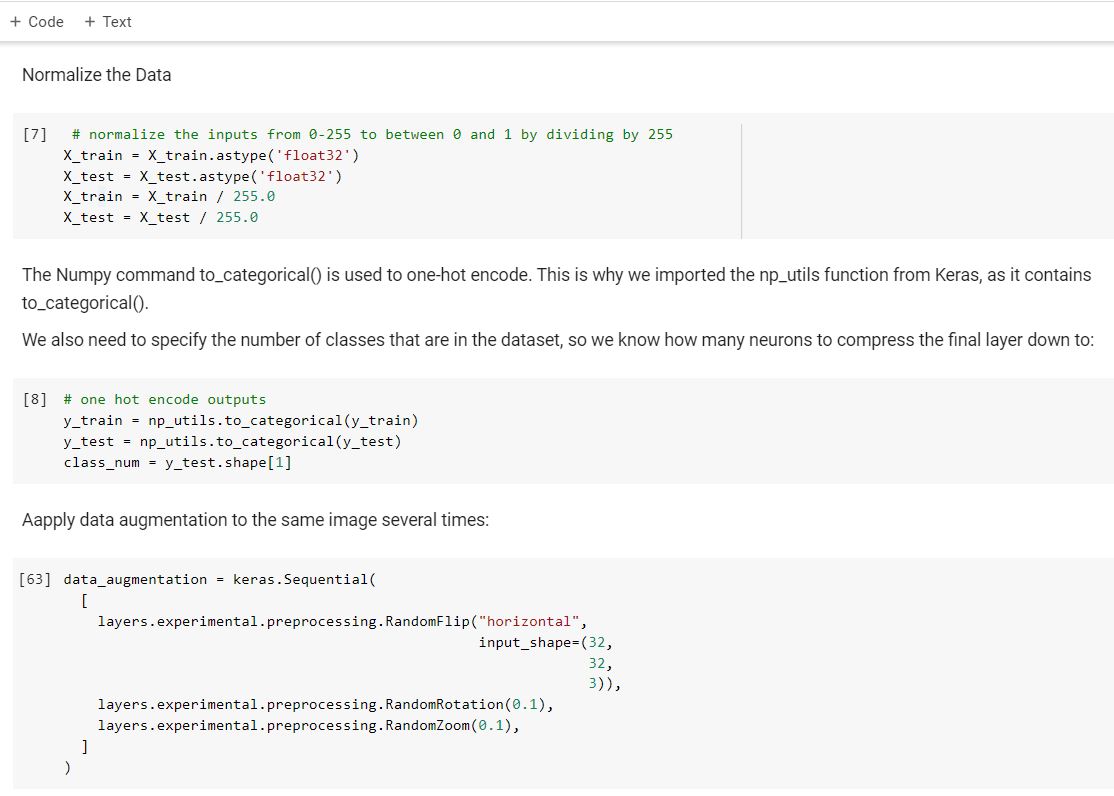 + Code + Text
Normalize the Data
[7] # normalize the inputs from 0-255 to between 0 and 1 by dividing by 255
X_train = X_train.astype('float32')
X_test = X_test.astype('float32')
X_train = X_train / 255.0
X_test = X_test / 255.0
The Numpy command to_categorical() is used to one-hot encode. This is why we imported the np_utils function from Keras, as it contains
to_categorical().
We also need to specify the number of classes that are in the dataset, so we know how many neurons to compress the final layer down to:
[8] # one hot encode outputs
y_train = np_utils.to_categorical(y_train)
y_test = np_utils.to_categorical(y_test)
class_num = y_test.shape[1]
Aapply data augmentation to the same image several times:
[63] data_augmentation = keras.Sequential(
[
layers.experimental.preprocessing.RandomFlip("horizontal",
input_shape=(32,
32,
3)),
layers.experimental.preprocessing.RandomRotation(0.1),
layers.experimental.preprocessing.RandomZoom(0.1),
]
)